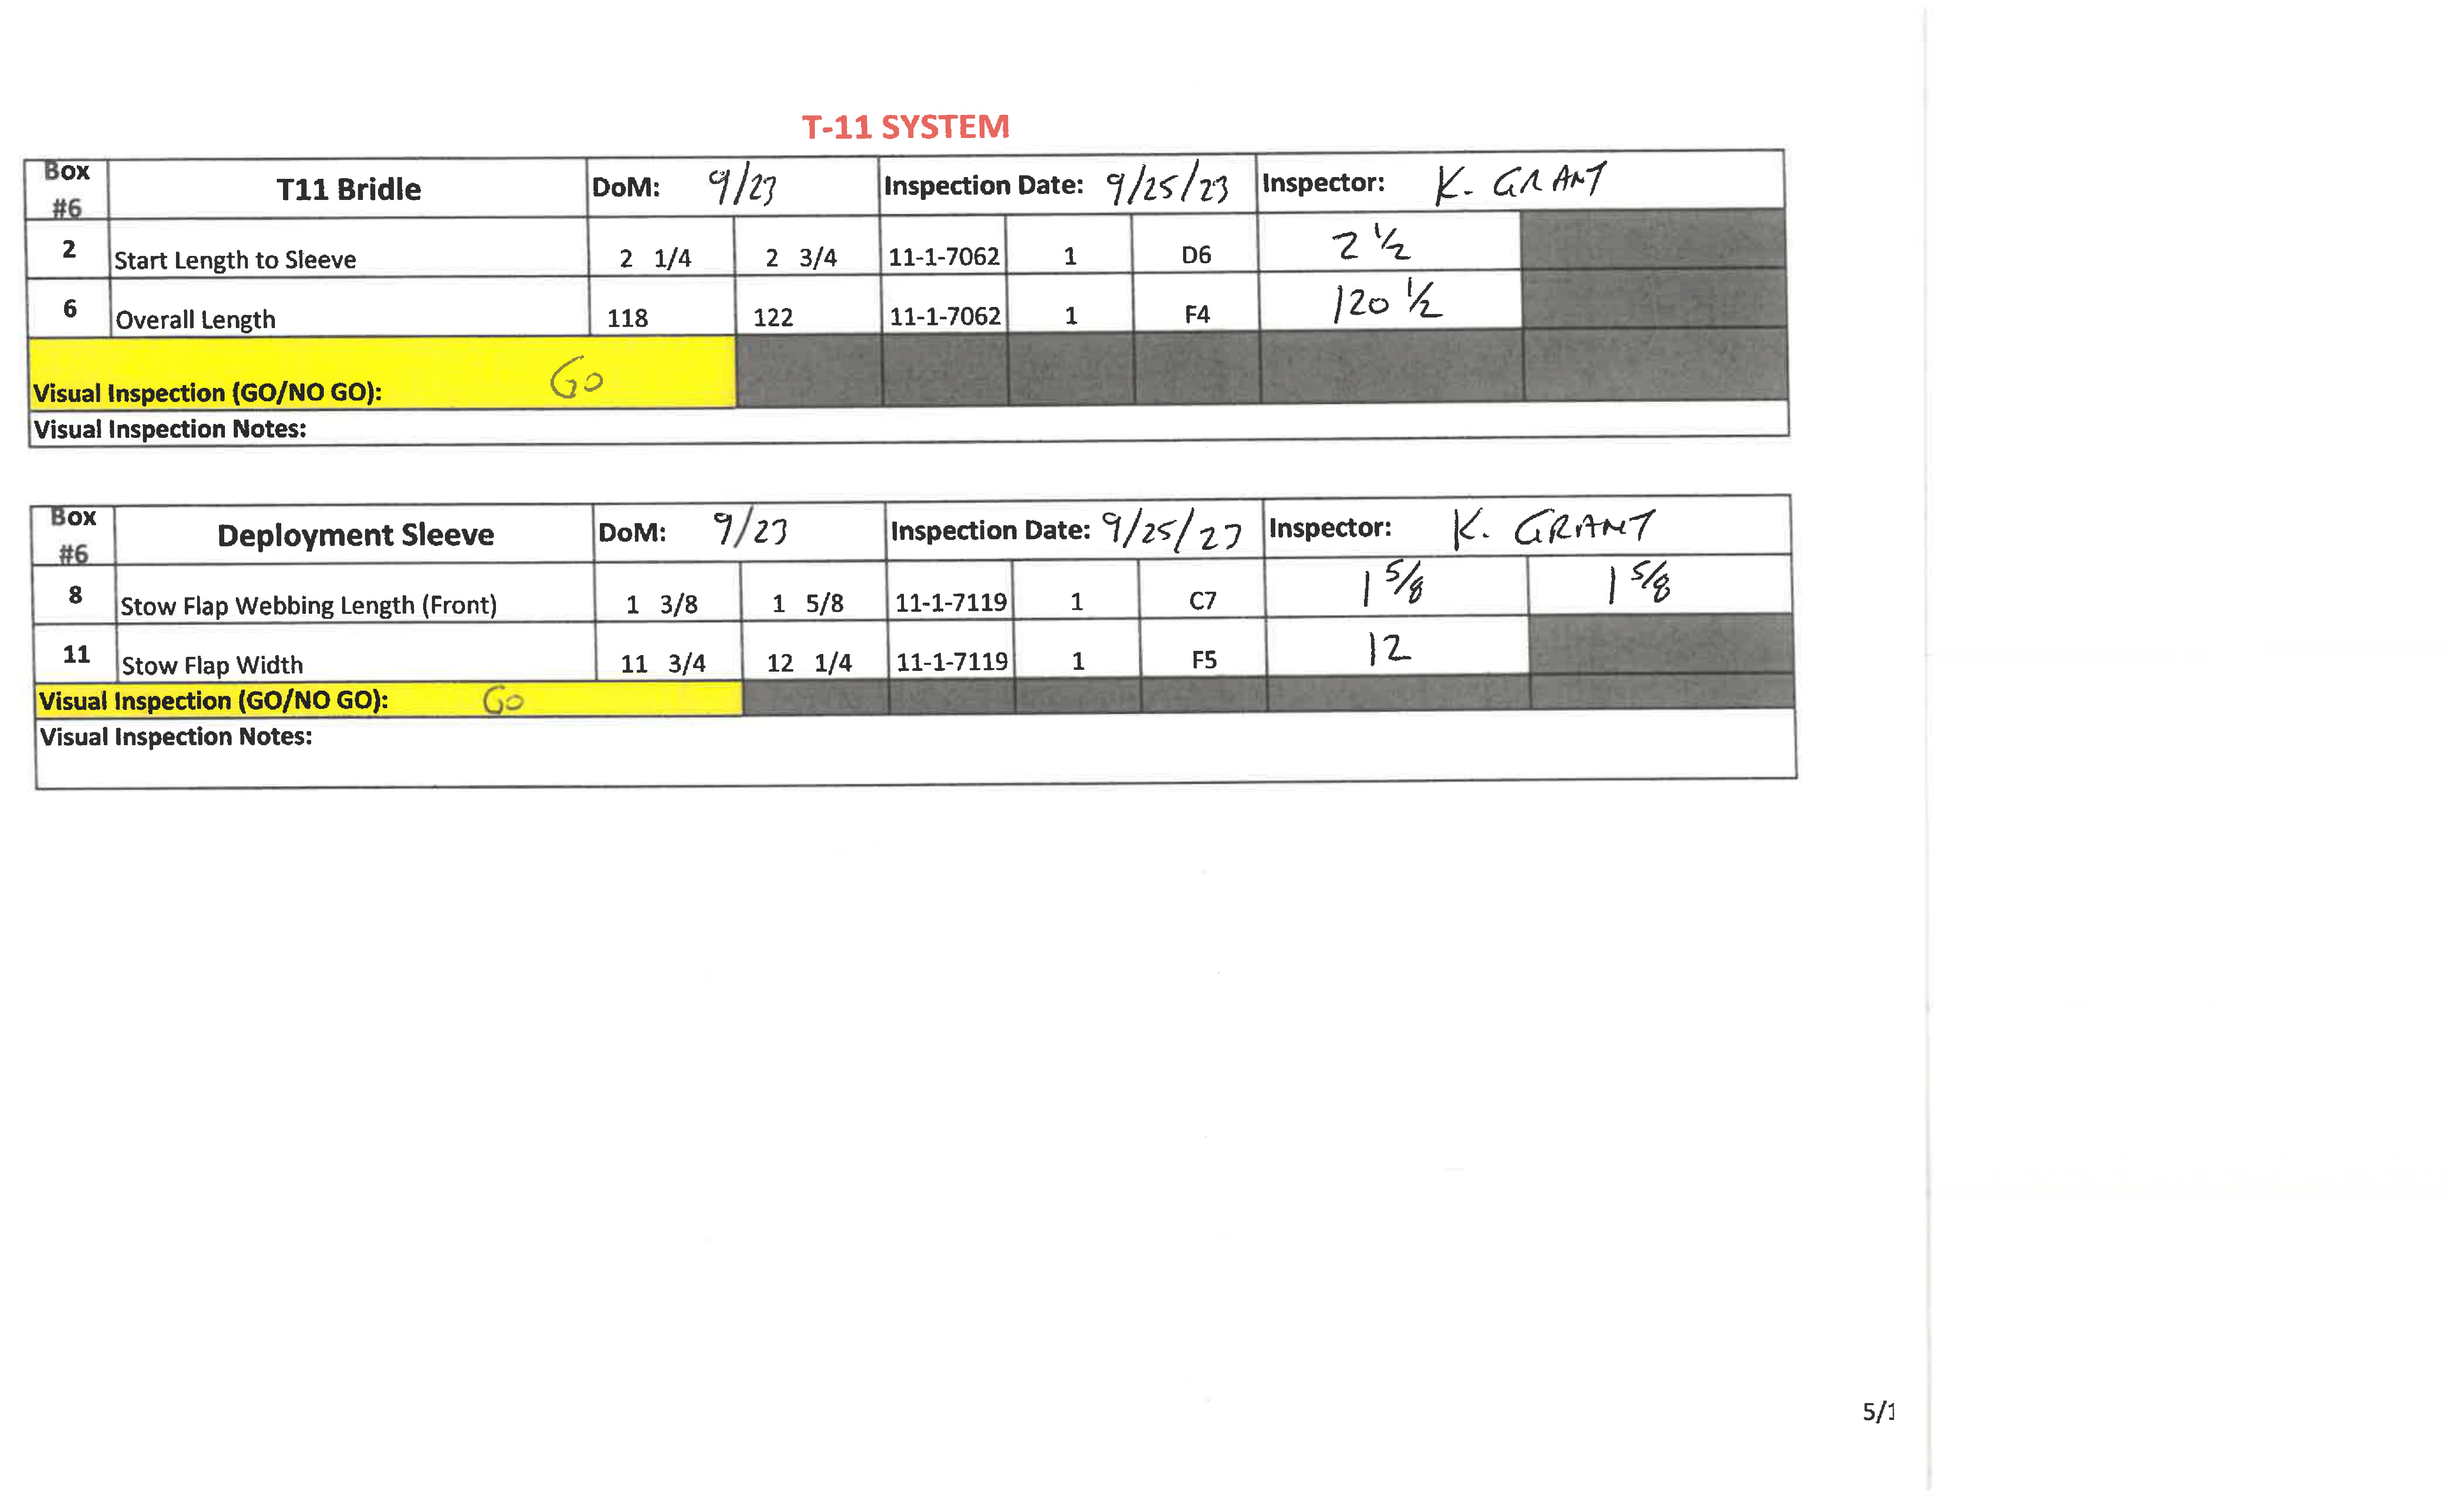 T-11 SYSTEM
Box #6 T11 Bridle DoM: 9/23 Inspection Date: 9/25/23 Inspector: K. GRANT
2 Start Length to Sleeve 2 1/4 2 3/4 11-1-7062 1 D6 2 1/2
6 Overall Length 118 122 11-1-7062 1 F4 120 1/2
Visual Inspection (GO/NO GO): GO
Visual Inspection Notes:
Box #6 Deployment Sleeve DoM: 9/23 Inspection Date: 9/25/23 Inspector: K. GRANT
8 Stow Flap Webbing Length (Front) 1 3/8 1 5/8 11-1-7119 1 C7 1 5/8 1 5/8
11 Stow Flap Width 11 3/4 12 1/4 11-1-7119 1 F5 12
Visual Inspection (GO/NO GO): GO
Visual Inspection Notes:
5/1